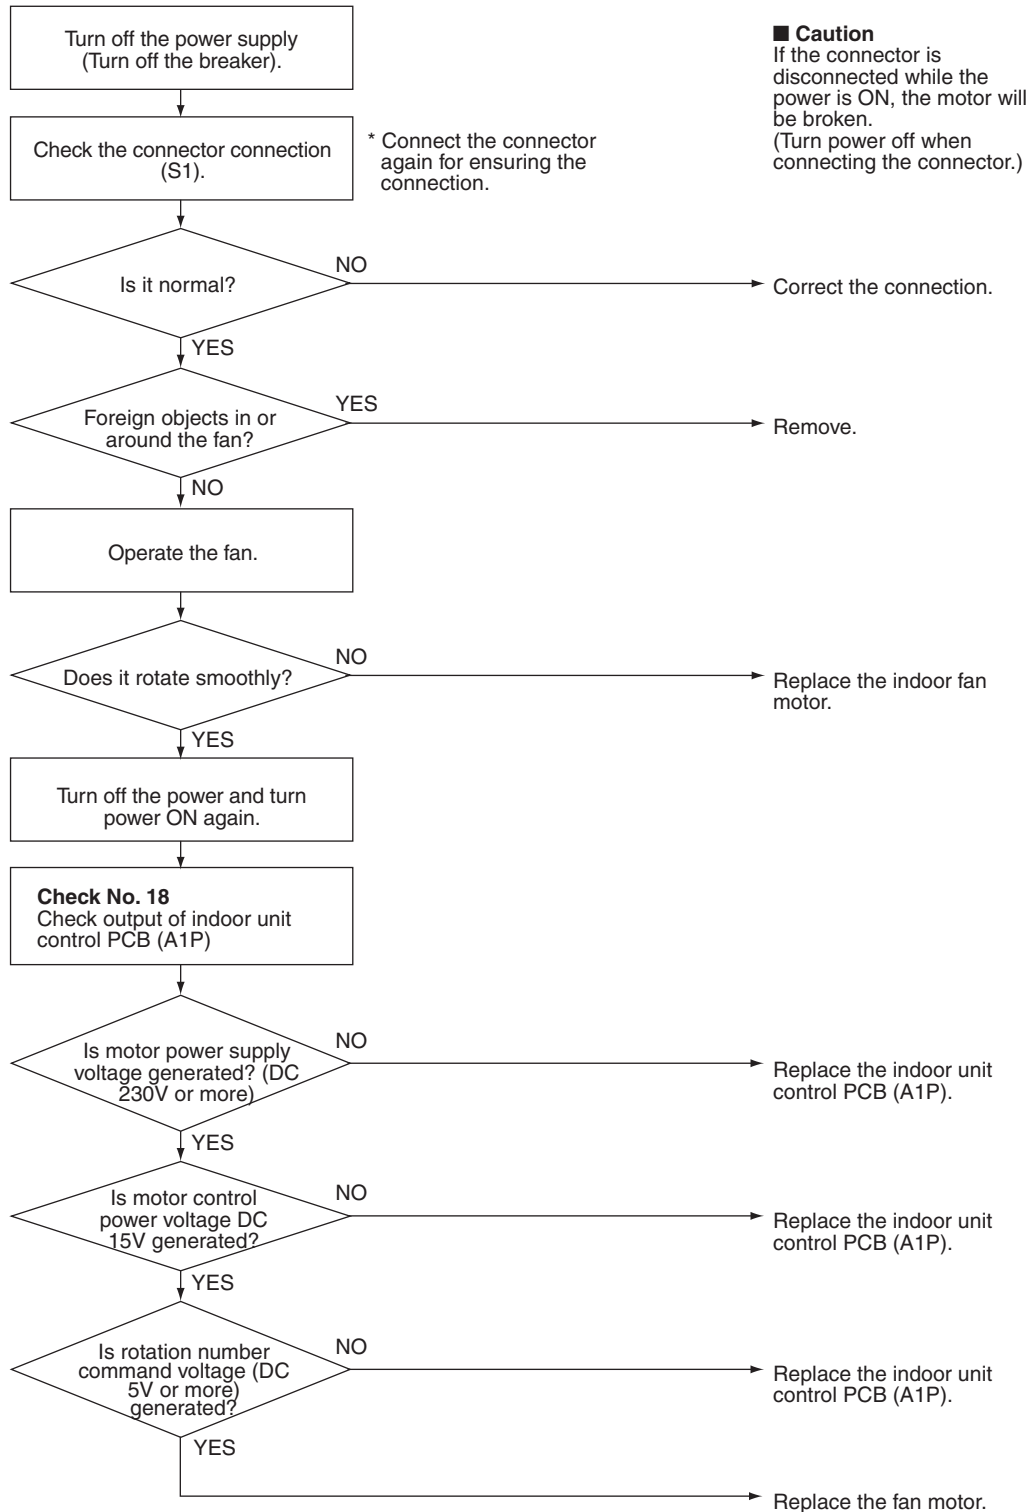 Turn off the power supply
(Turn off the breaker).
■ Caution
If the connector is
disconnected while the
power is ON, the motor will
be broken.
(Turn power off when
connecting the connector.)
Check the connector connection
(S1).
* Connect the connector
again for ensuring the
connection.
Is it normal?
NO
Correct the connection.
YES
Foreign objects in or
around the fan?
YES
Remove.
NO
Operate the fan.
Does it rotate smoothly?
NO
Replace the indoor fan
motor.
YES
Turn off the power and turn
power ON again.
Check No. 18
Check output of indoor unit
control PCB (A1P)
Is motor power supply
voltage generated? (DC
230V or more)
NO
Replace the indoor unit
control PCB (A1P).
YES
Is motor control
power voltage DC
15V generated?
NO
Replace the indoor unit
control PCB (A1P).
YES
Is rotation number
command voltage (DC
5V or more)
generated?
NO
Replace the indoor unit
control PCB (A1P).
YES
Replace the fan motor.